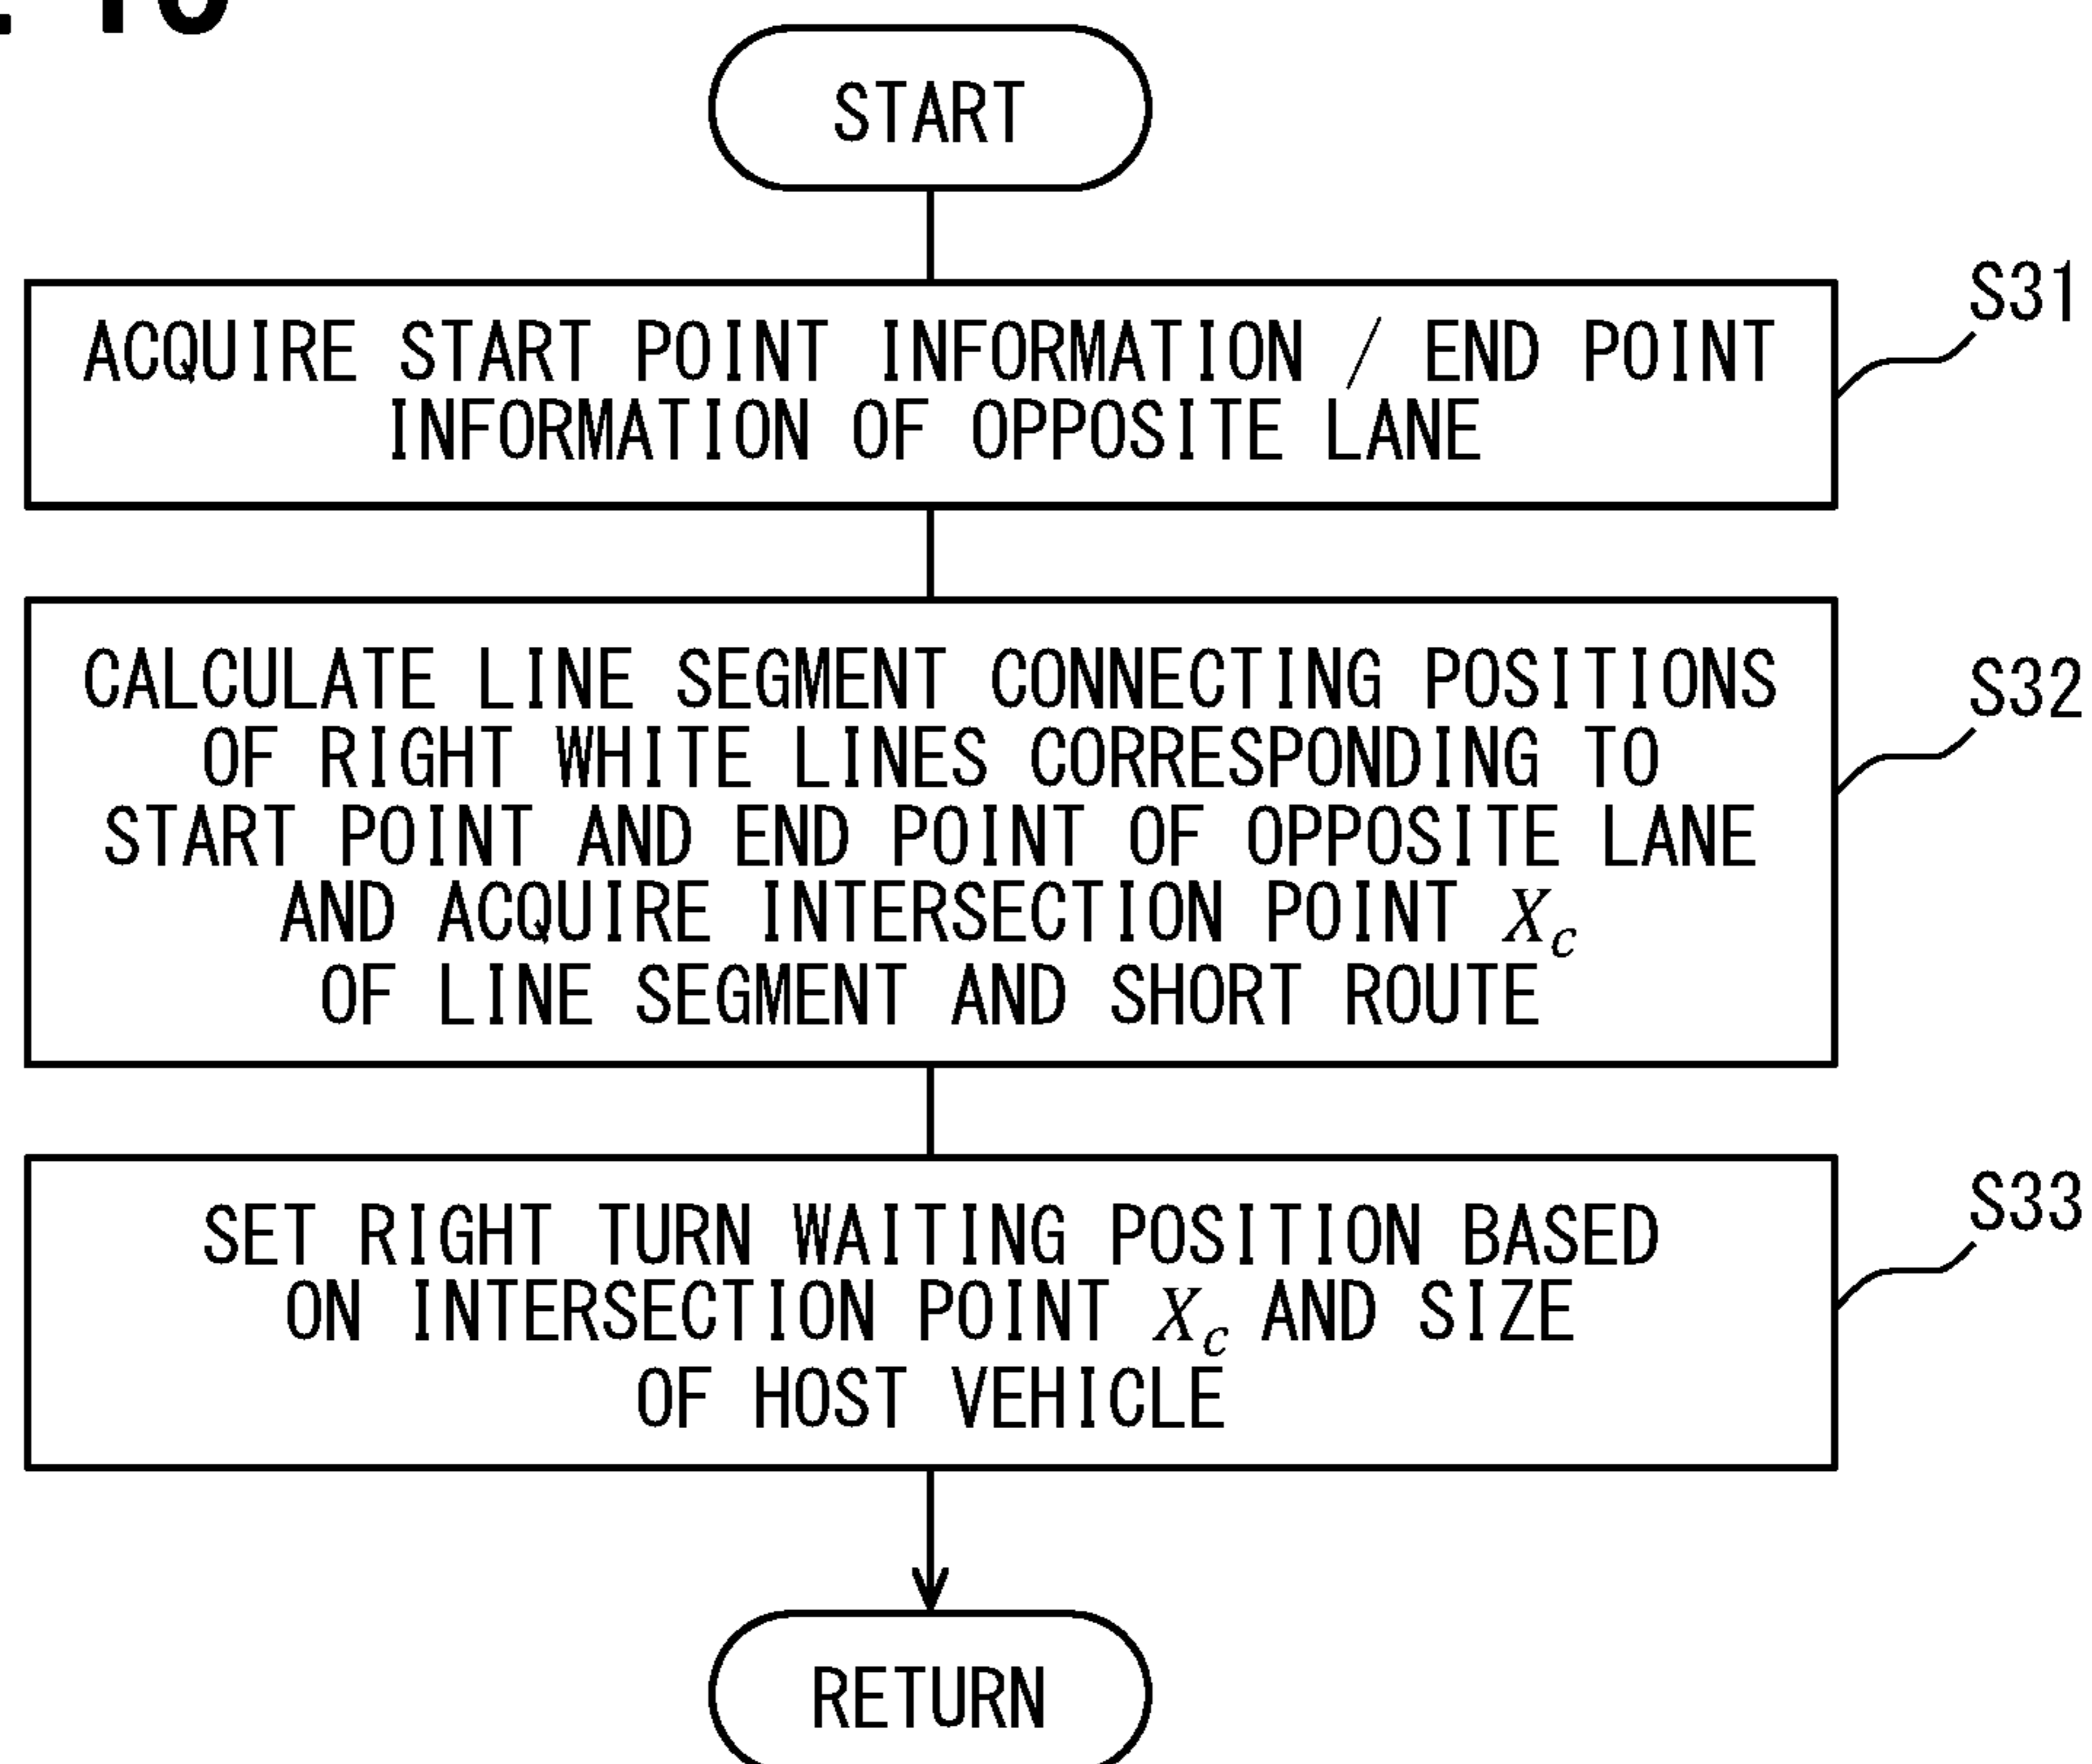 START
ACQUIRE START POINT INFORMATION / END POINT
INFORMATION OF OPPOSITE LANE
S31
CALCULATE LINE SEGMENT CONNECTING POSITIONS
OF RIGHT WHITE LINES CORRESPONDING TO
START POINT AND END POINT OF OPPOSITE LANE
AND ACQUIRE INTERSECTION POINT Xc
OF LINE SEGMENT AND SHORT ROUTE
S32
SET RIGHT TURN WAITING POSITION BASED
ON INTERSECTION POINT Xc AND SIZE
OF HOST VEHICLE
S33
RETURN